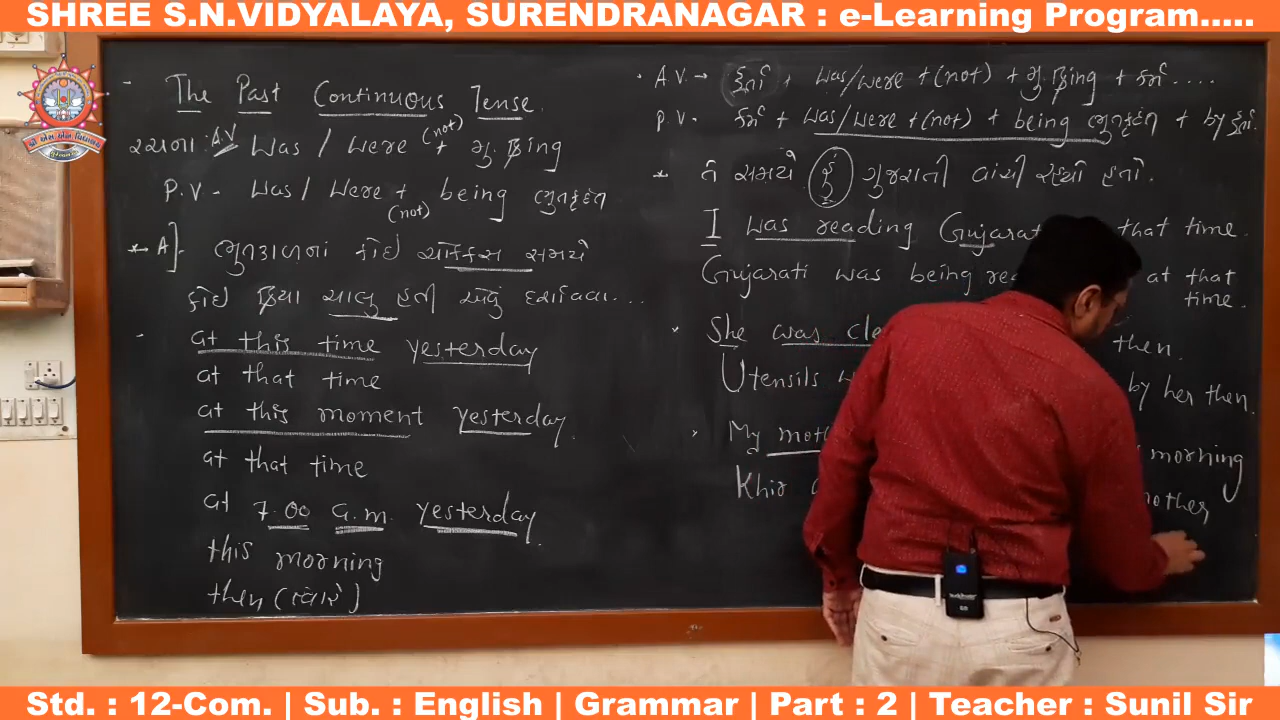 SHREE S.N.VIDYALAYA, SURENDRANAGAR : e-Learning Program.....
The Past Continuous Tense.
રચના: A.V Was / Were + (not) મુ. ક્રિ ing
P.V - Was / Were + (not) being ભુતકૃદંત
* A] ભુતકાળનાં કોઇ ચોક્કસ સમયે
કોઇ ક્રિયા ચાલુ હતી એવું દર્શાવવા...
at this time yesterday
at that time
at this moment yesterday.
at that time
at 7.00 a.m. yesterday.
this morning
then (ત્યારે)
A.V. → કર્તા + Was/Were + (not) + મુ. ક્રિ ing + કર્મ ....
P.V. કર્મ + was/were + (not) + being ભુતકૃદંત + by કર્તા.
* તે સમયે હું ગુજરાતી વાંચી રહ્યો હતો.
I was reading that time.
Gujarati was being at that time.
She was then.
Utensils by her then.
My morning
Khir
Std. : 12-Com. | Sub. : English | Grammar | Part : 2 | Teacher : Sunil Sir